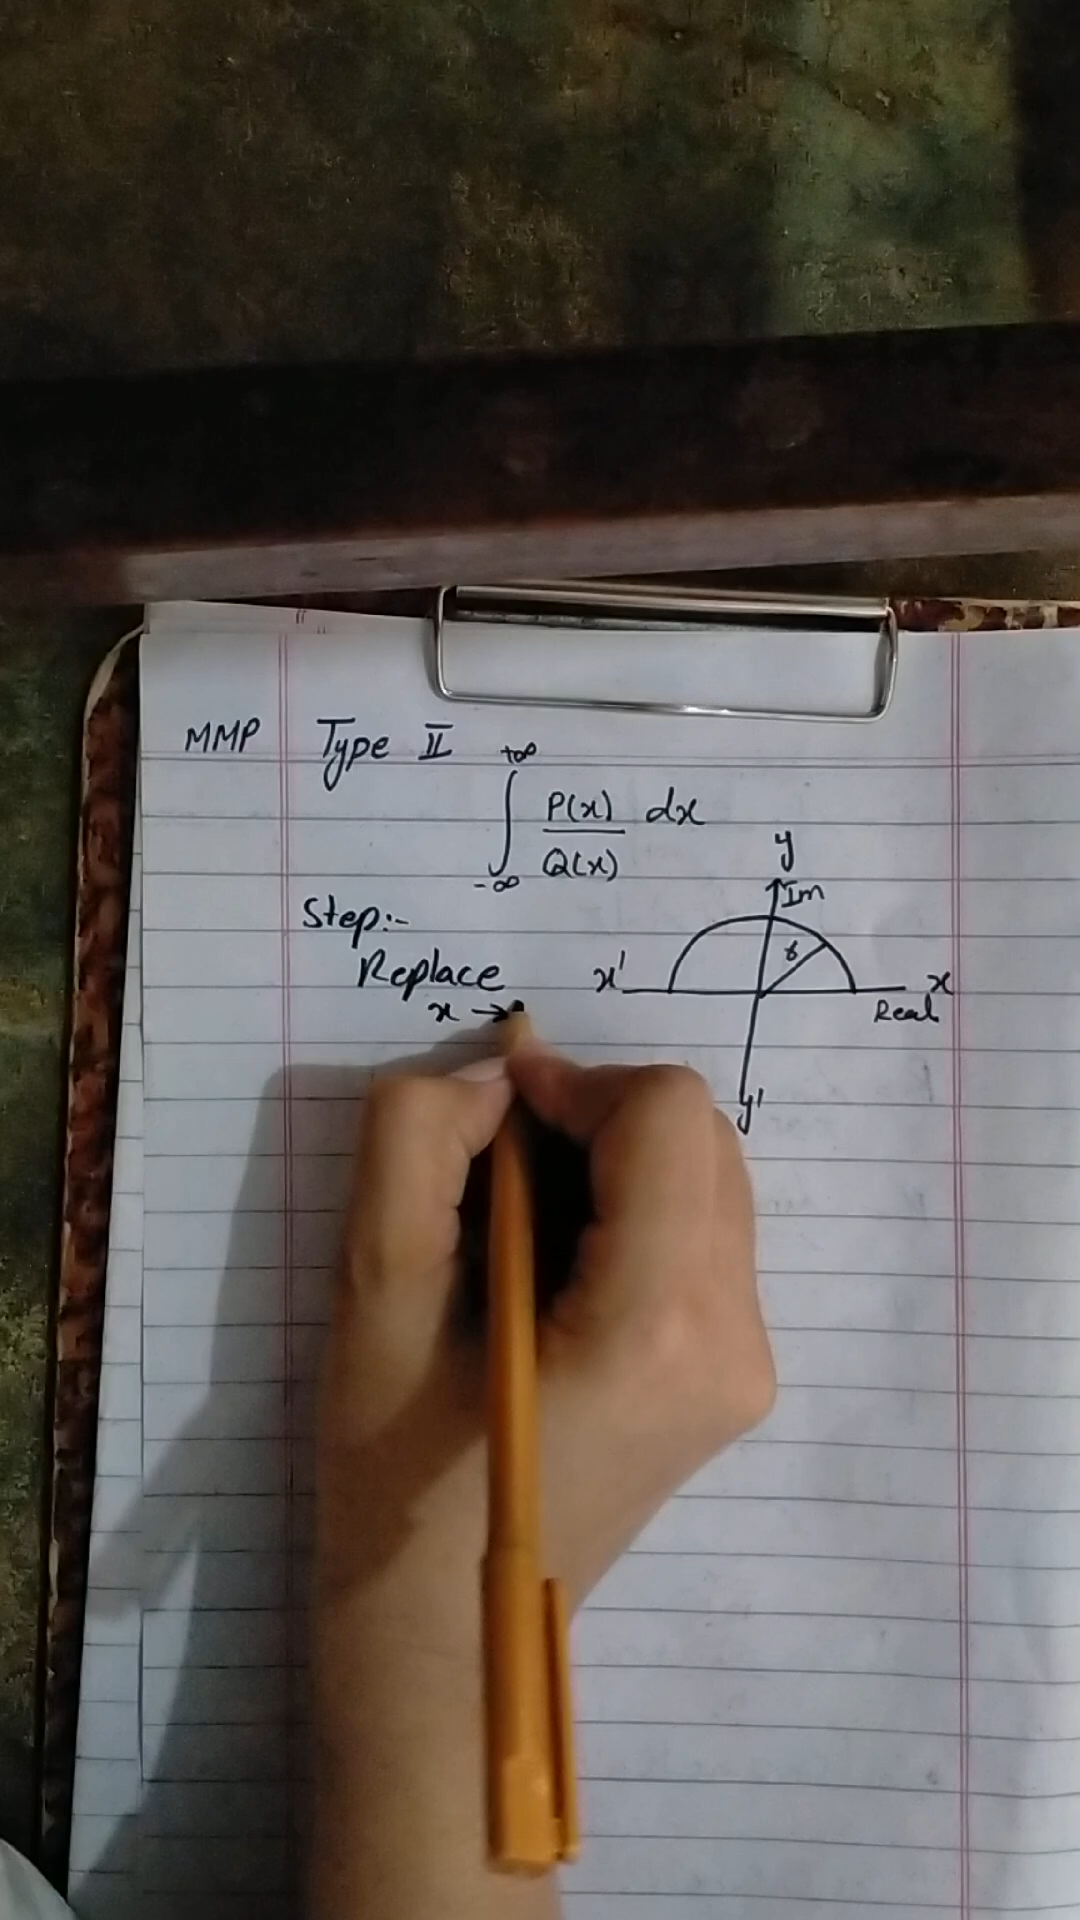 MMP Type II
+∞
∫ P(x) dx
Q(x)
-∞
Step:-
Replace
x →
y
Im
r
x'
x
Real
y'